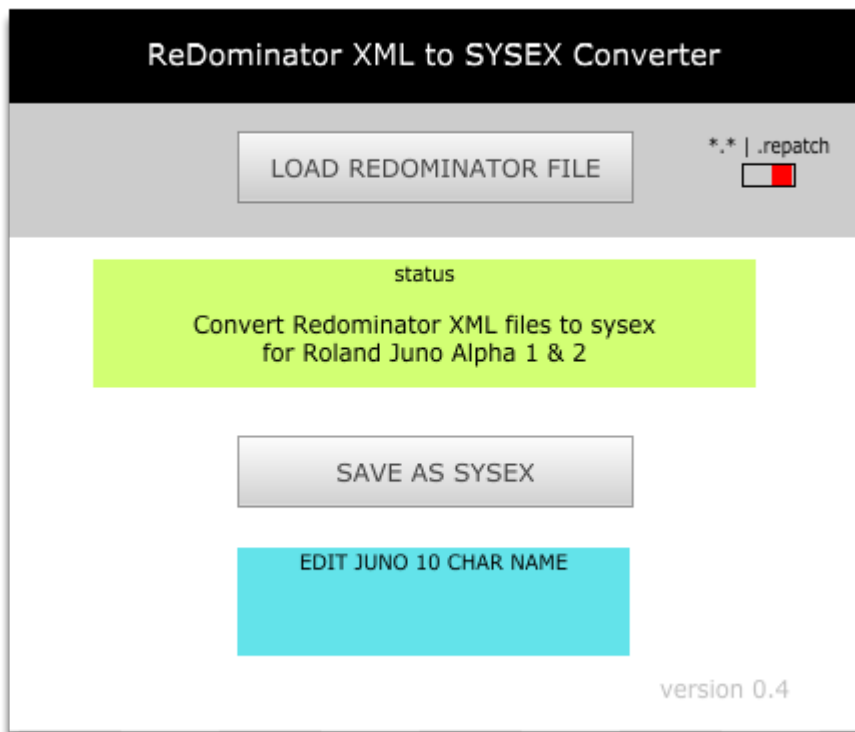 ReDominator XML to SYSEX Converter
LOAD REDOMINATOR FILE
*.* | .repatch
status
Convert Redominator XML files to sysex
for Roland Juno Alpha 1 & 2
SAVE AS SYSEX
EDIT JUNO 10 CHAR NAME
version 0.4